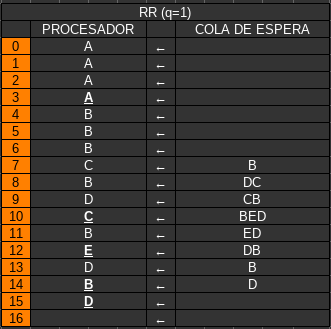 RR (q=1)
PROCESADOR COLA DE ESPERA
0 A ←
1 A ←
2 A ←
3 A ←
4 B ←
5 B ←
6 B ←
7 C ← B
8 B ← DC
9 D ← CB
10 C ← BED
11 B ← ED
12 E ← DB
13 D ← B
14 B ← D
15 D ←
16 ←